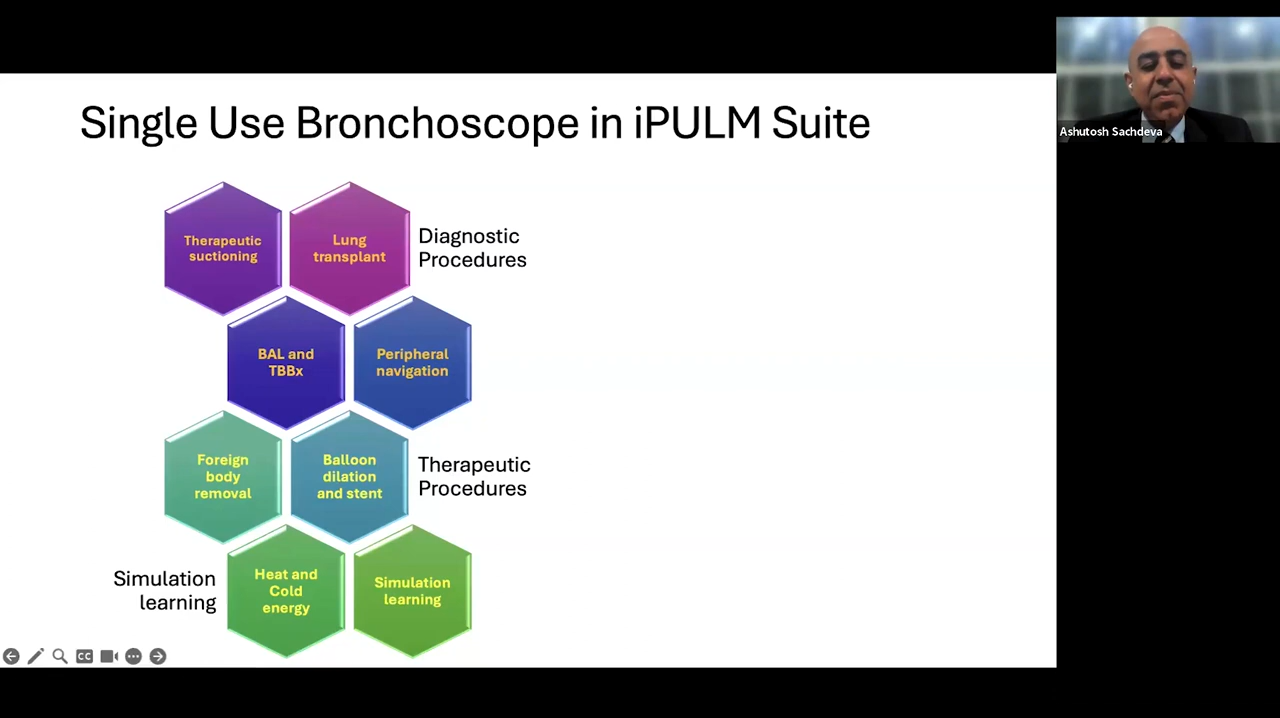 Single Use Bronchoscope in iPULM Suite
Ashutosh Sachdeva
Therapeutic
suctioning
Lung
transplant
Diagnostic
Procedures
BAL and
TBBx
Peripheral
navigation
Foreign
body
removal
Balloon
dilation
and stent
Therapeutic
Procedures
Simulation
learning
Heat and
Cold
energy
Simulation
learning
CC